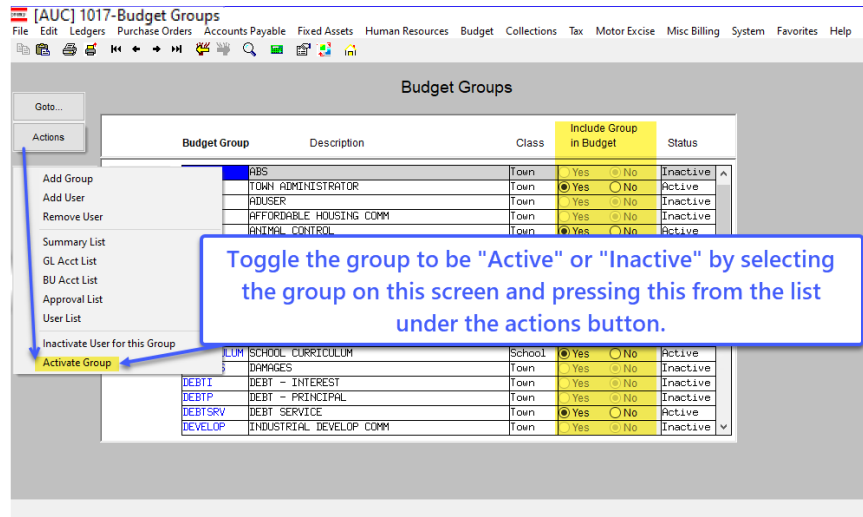 [AUC] 1017-Budget Groups
File Edit Ledgers Purchase Orders Accounts Payable Fixed Assets Human Resources Budget Collections Tax Motor Excise Misc Billing System Favorites Help
Budget Groups
Goto...
Actions
Budget Group Description Class Include Group in Budget Status
ABS Town Yes No Inactive
TOWN ADMINISTRATOR Town Yes No Active
ADUSER Town Yes No Inactive
AFFORDABLE HOUSING COMM Town Yes No Inactive
ANIMAL CONTROL Town Yes No Active
Add Group
Add User
Remove User
Summary List
GL Acct List
BU Acct List
Approval List
User List
Inactivate User for this Group
Activate Group
Toggle the group to be "Active" or "Inactive" by selecting
the group on this screen and pressing this from the list
under the actions button.
SCHOOL CURRICULUM School Yes No Active
DAMAGES Town Yes No Inactive
DEBTI DEBT - INTEREST Town Yes No Inactive
DEBTP DEBT - PRINCIPAL Town Yes No Inactive
DEBTSRV DEBT SERVICE Town Yes No Active
DEVELOP INDUSTRIAL DEVELOP COMM Town Yes No Inactive